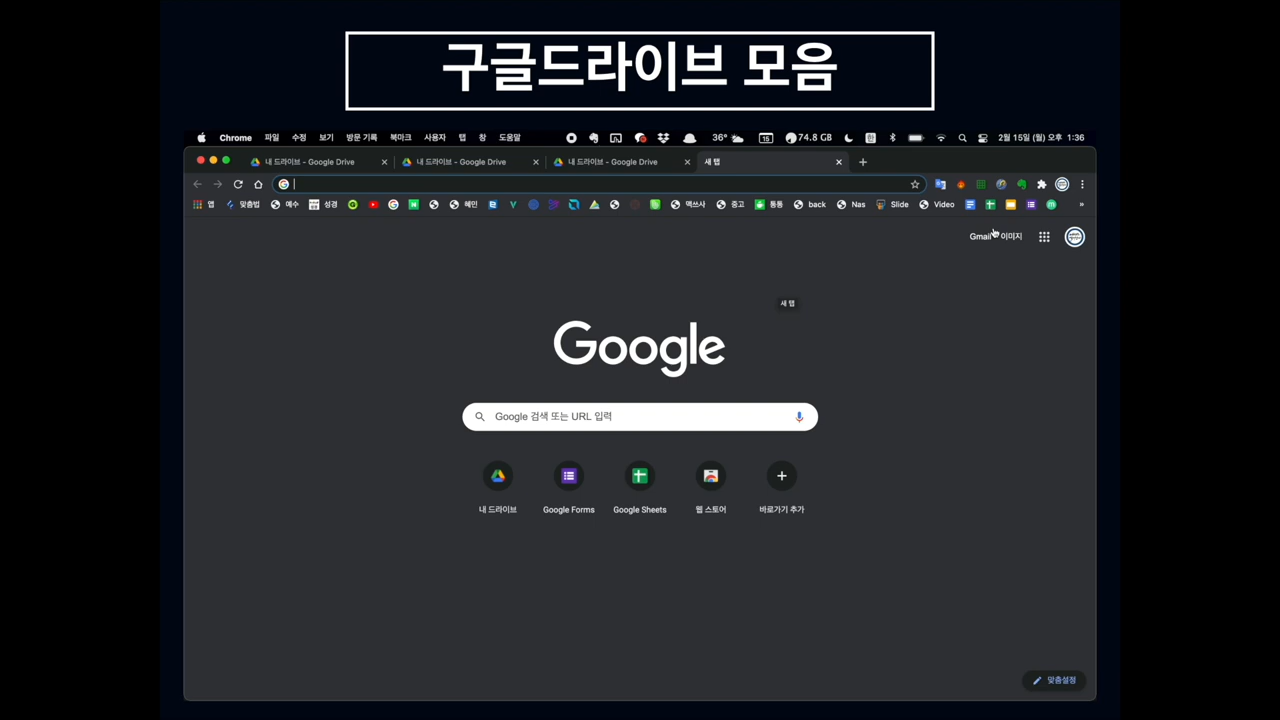 구글드라이브 모음
Chrome 파일 수정 보기 방문 기록 북마크 사용자 탭 창 도움말 36° 15 74.8 GB 한 2월 15일 (월) 오후 1:36
내 드라이브 - Google Drive 내 드라이브 - Google Drive 내 드라이브 - Google Drive 새 탭
앱 맞춤법 예수 성경 혜민 맥쓰사 중고 통통 back Nas Slide Video »
Gmail 이미지
새 탭
Google
Google 검색 또는 URL 입력
내 드라이브 Google Forms Google Sheets 웹 스토어 바로가기 추가
맞춤설정